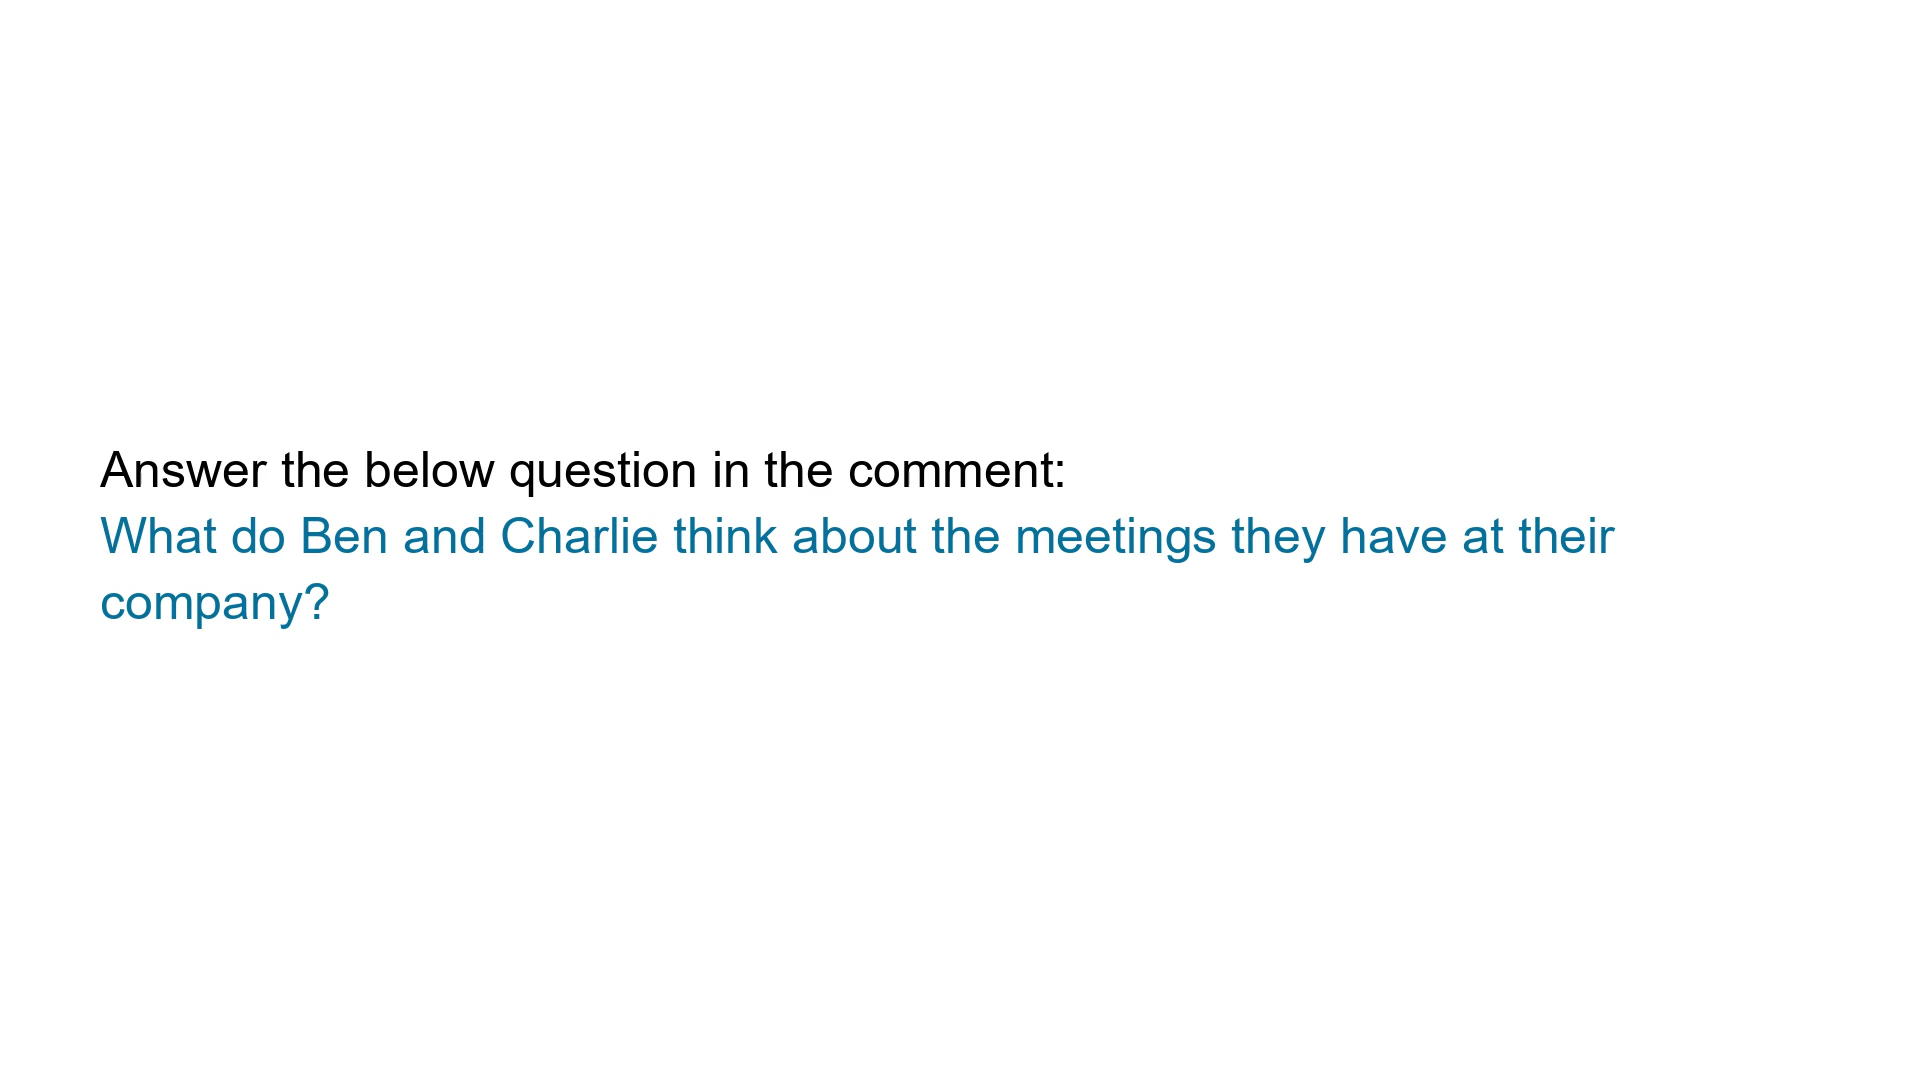 Answer the below question in the comment:
What do Ben and Charlie think about the meetings they have at their
company?